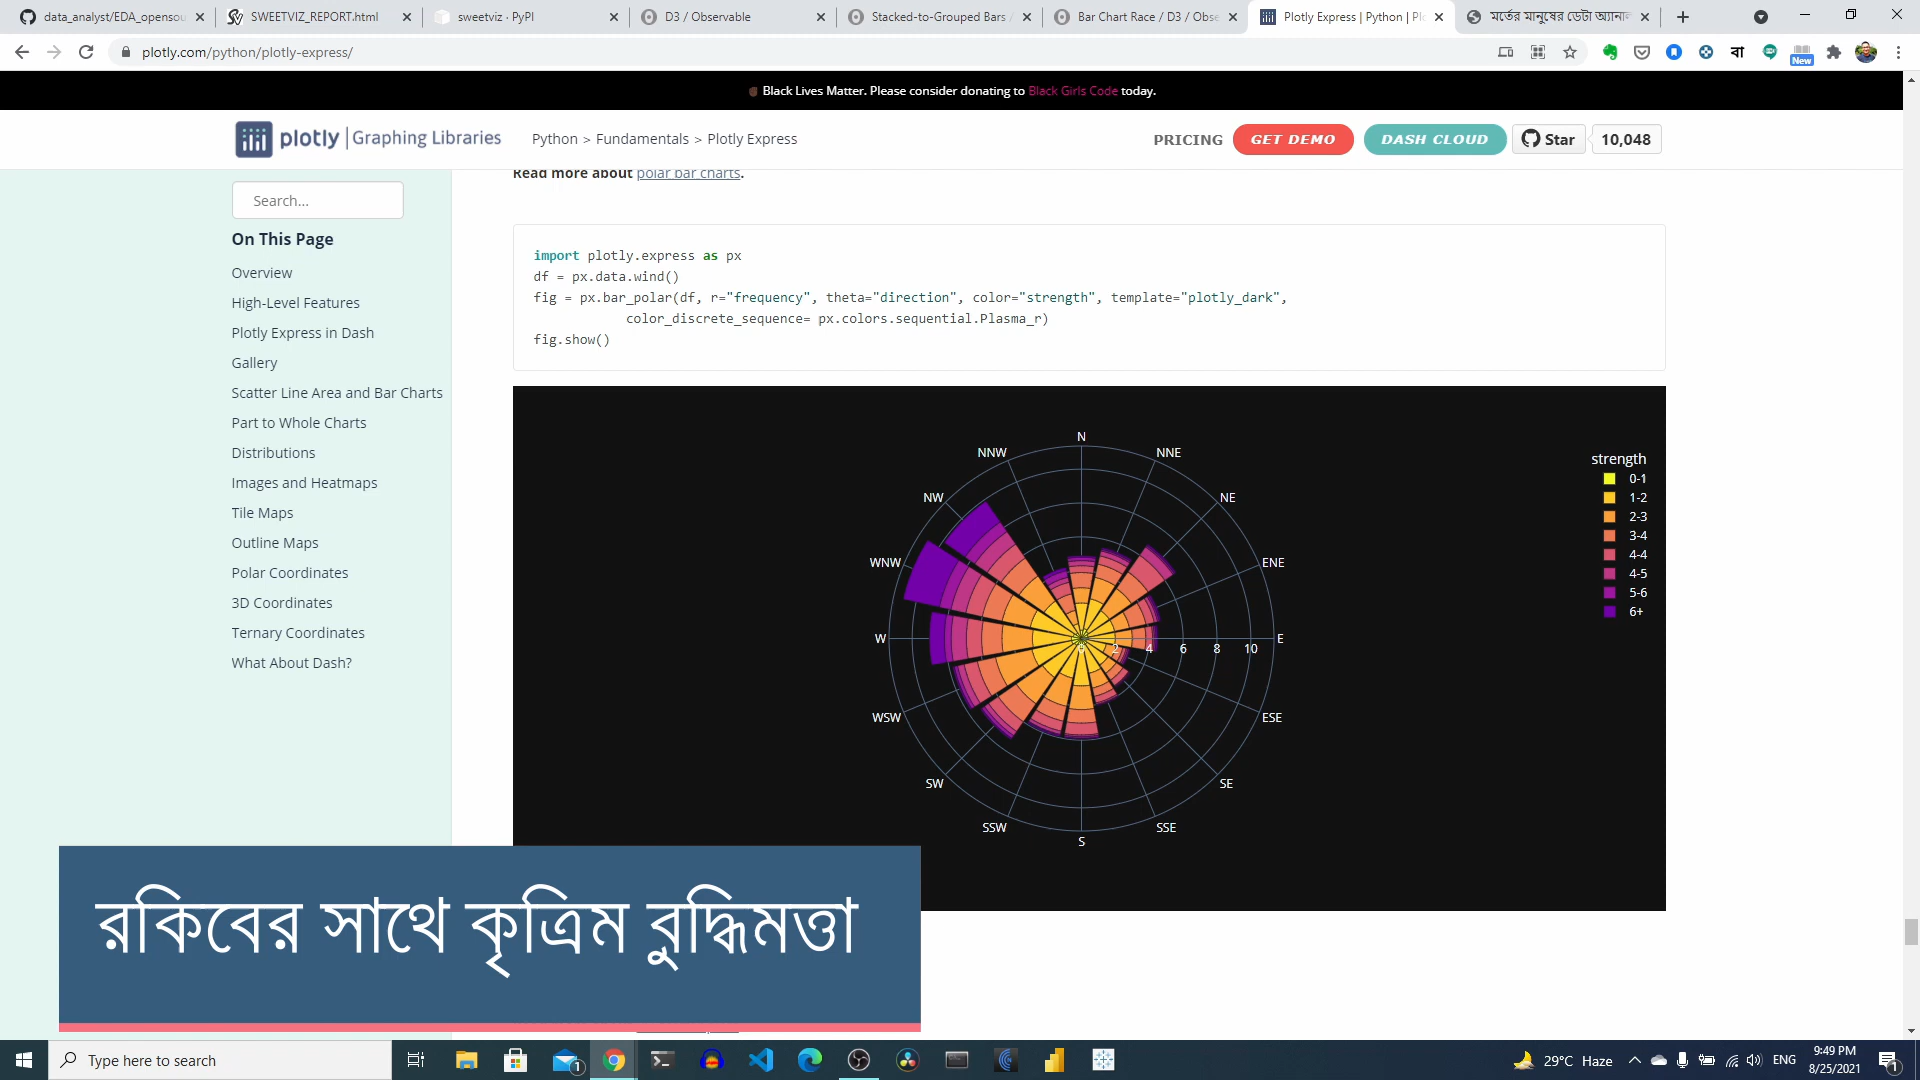 data_analyst/EDA_opensou
SWEETVIZ_REPORT.html
sweetviz · PyPI
D3 / Observable
Stacked-to-Grouped Bars /
Bar Chart Race / D3 / Obse
Plotly Express | Python | Plo
মর্তের মানুষের ডেটা অ্যানাল
plotly.com/python/plotly-express/
বা
New
Black Lives Matter. Please consider donating to Black Girls Code today.
plotly | Graphing Libraries
Python > Fundamentals > Plotly Express
PRICING
GET DEMO
DASH CLOUD
Star
10,048
Read more about polar bar charts.
Search...
On This Page
Overview
High-Level Features
Plotly Express in Dash
Gallery
Scatter Line Area and Bar Charts
Part to Whole Charts
Distributions
Images and Heatmaps
Tile Maps
Outline Maps
Polar Coordinates
3D Coordinates
Ternary Coordinates
What About Dash?
import plotly.express as px
df = px.data.wind()
fig = px.bar_polar(df, r="frequency", theta="direction", color="strength", template="plotly_dark",
color_discrete_sequence= px.colors.sequential.Plasma_r)
fig.show()
N
NNE
NE
ENE
E
ESE
SE
SSE
S
SSW
SW
WSW
W
WNW
NW
NNW
0
2
4
6
8
10
strength
0-1
1-2
2-3
3-4
4-4
4-5
5-6
6+
রকিবের সাথে কৃত্রিম বুদ্ধিমত্তা
Type here to search
1
29°C Haze
ENG
9:49 PM
8/25/2021
1